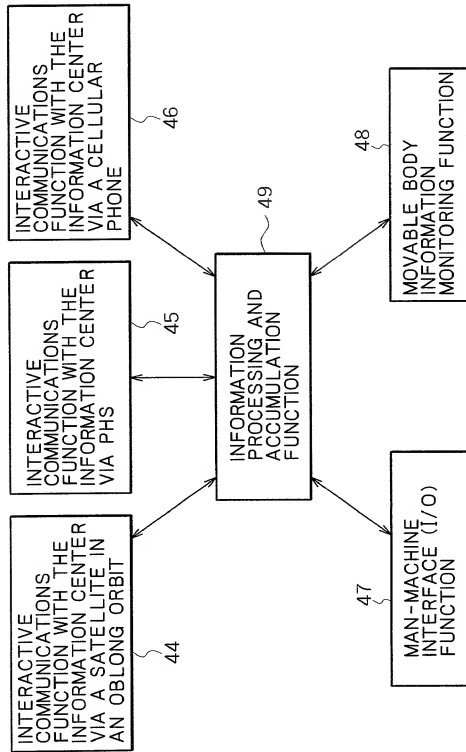 INTERACTIVE
COMMUNICATIONS
FUNCTION WITH THE
INFORMATION CENTER
VIA A SATELLITE IN
AN OBLONG ORBIT
44
INTERACTIVE
COMMUNICATIONS
FUNCTION WITH THE
INFORMATION CENTER
VIA PHS
45
INTERACTIVE
COMMUNICATIONS
FUNCTION WITH THE
INFORMATION CENTER
VIA A CELLULAR
PHONE
46
INFORMATION
PROCESSING AND
ACCUMULATION
FUNCTION
49
47
MAN-MACHINE
INTERFACE (I/O)
FUNCTION
48
MOVABLE BODY
INFORMATION
MONITORING FUNCTION